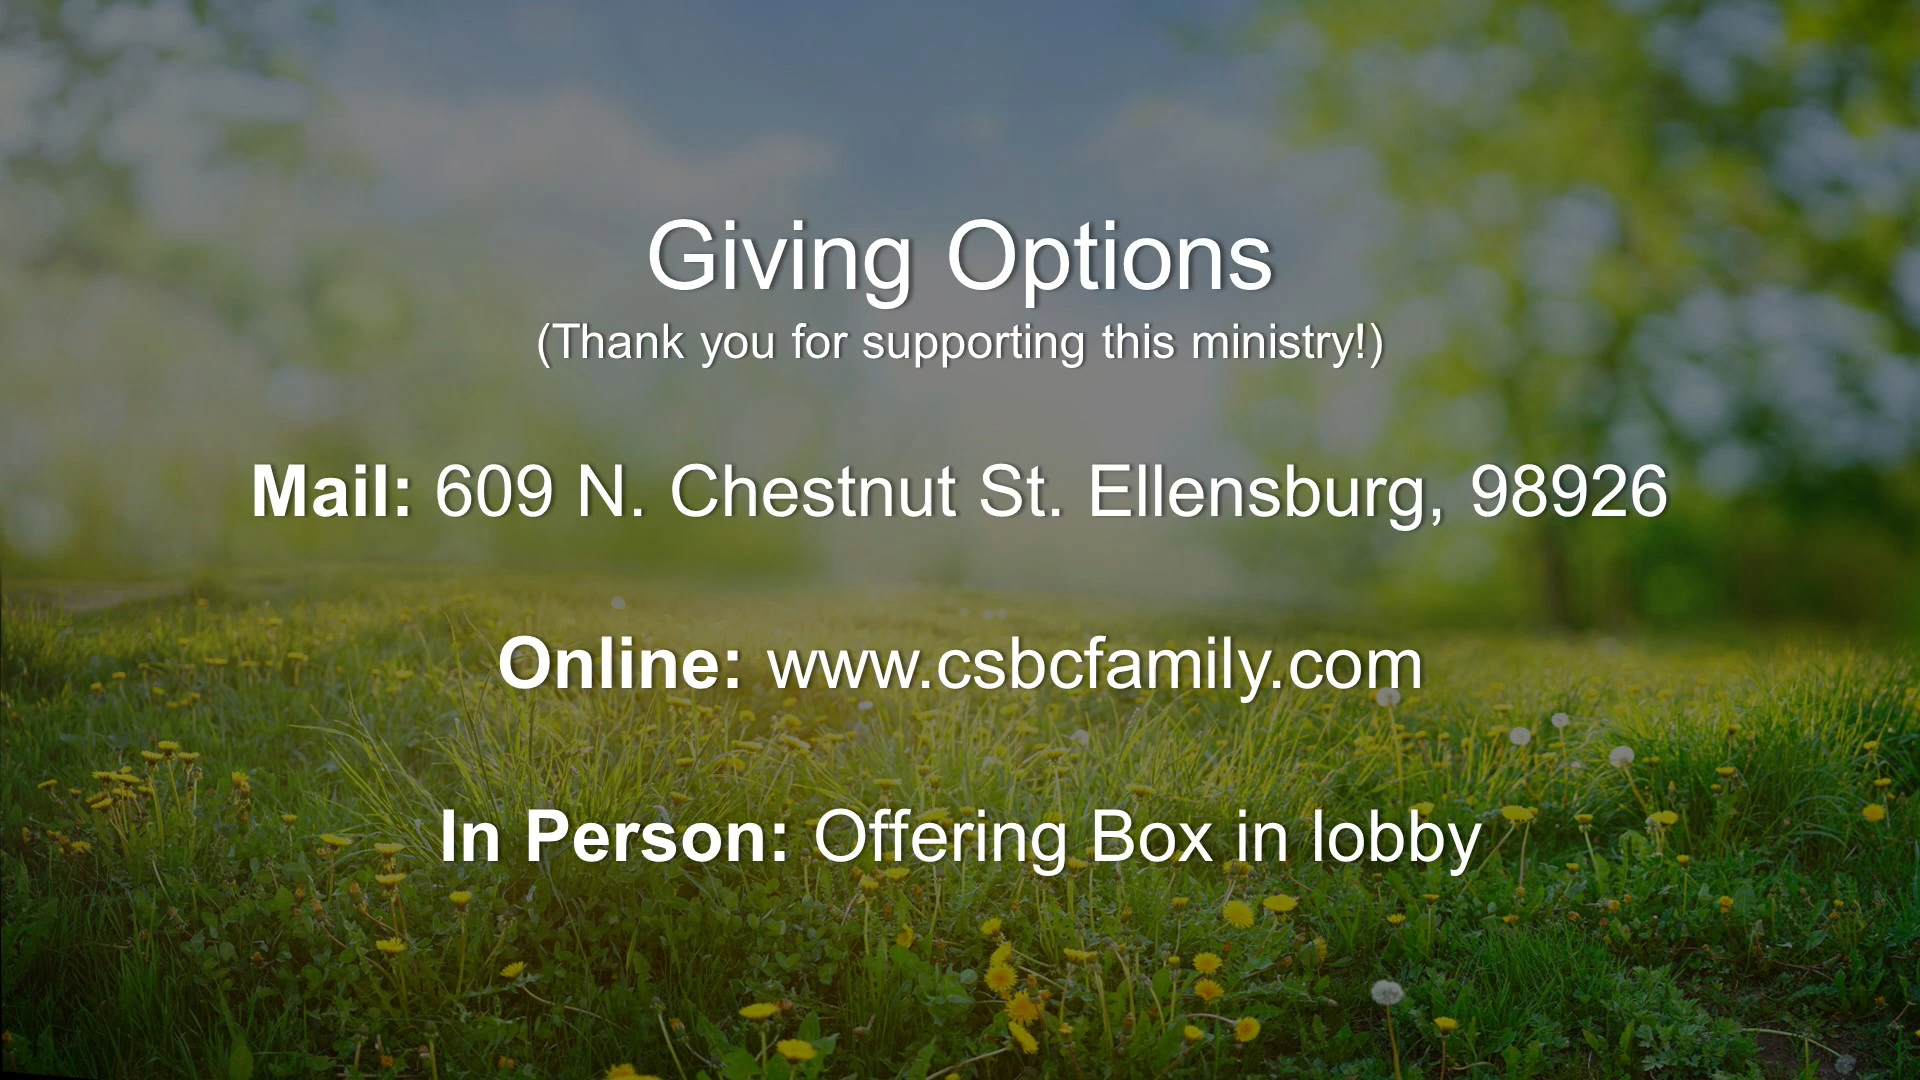 Giving Options
(Thank you for supporting this ministry!)
Mail: 609 N. Chestnut St. Ellensburg, 98926
Online: www.csbcfamily.com
In Person: Offering Box in lobby